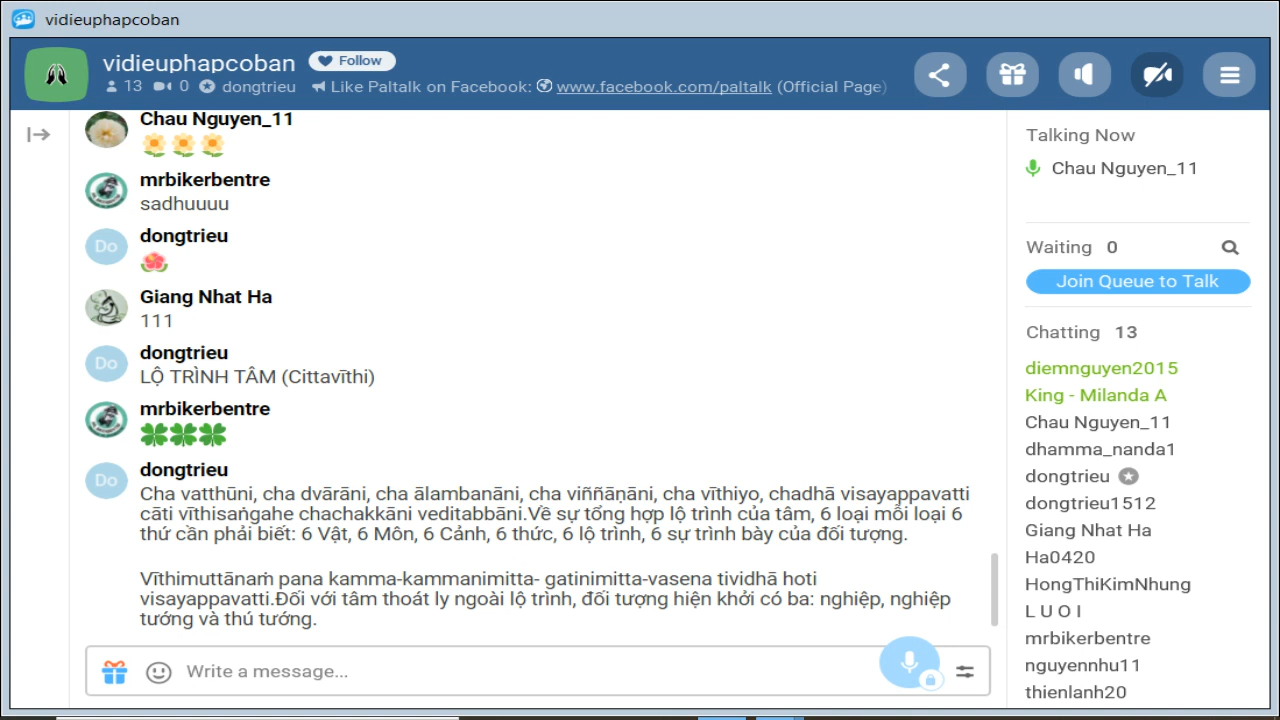 vidieuphapcoban
vidieuphapcoban Follow
13 0 dongtrieu Like Paltalk on Facebook: www.facebook.com/paltalk (Official Page)
Chau Nguyen_11
mrbikerbentre
sadhuuuu
Do dongtrieu
Giang Nhat Ha
111
Do dongtrieu
LỘ TRÌNH TÂM (Cittavīthi)
mrbikerbentre
Do dongtrieu
Cha vatthūni, cha dvārāni, cha ālambanāni, cha viññāṇāni, cha vīthiyo, chadhā visayappavatti
cāti vīthisaṅgahe chachakkāni veditabbāni.Về sự tổng hợp lộ trình của tâm, 6 loại mỗi loại 6
thứ cần phải biết: 6 Vật, 6 Môn, 6 Cảnh, 6 thức, 6 lộ trình, 6 sự trình bày của đối tượng.
Vīthimuttānaṁ pana kamma-kammanimitta- gatinimitta-vasena tividhā hoti
visayappavatti.Đối với tâm thoát ly ngoài lộ trình, đối tượng hiện khởi có ba: nghiệp, nghiệp
tướng và thú tướng.
Write a message...
Talking Now
Chau Nguyen_11
Waiting 0
Join Queue to Talk
Chatting 13
diemnguyen2015
King - Milanda A
Chau Nguyen_11
dhamma_nanda1
dongtrieu
dongtrieu1512
Giang Nhat Ha
Ha0420
HongThiKimNhung
L U O I
mrbikerbentre
nguyennhu11
thienlanh20